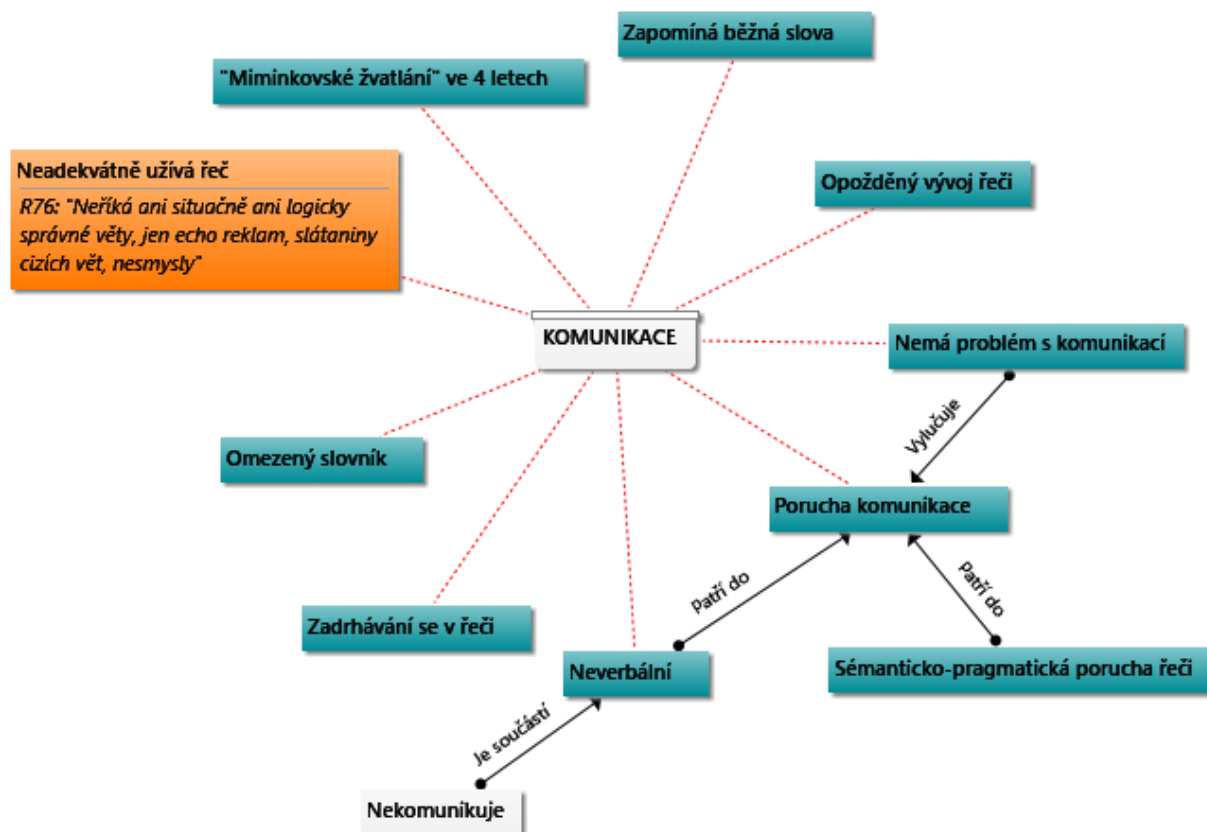 Zapomíná běžná slova
"Miminkovské žvatlání" ve 4 letech
Neadekvátně užívá řeč
R76: "Neříká ani situačně ani logicky
správné věty, jen echo reklam, slátaniny
cizích vět, nesmysly"
Opožděný vývoj řeči
KOMUNIKACE
Nemá problém s komunikací
Vylučuje
Omezený slovník
Porucha komunikace
Patří do
Patří do
Zadrhávání se v řeči
Neverbální
Sémanticko-pragmatická porucha řeči
Je součástí
Nekomunikuje